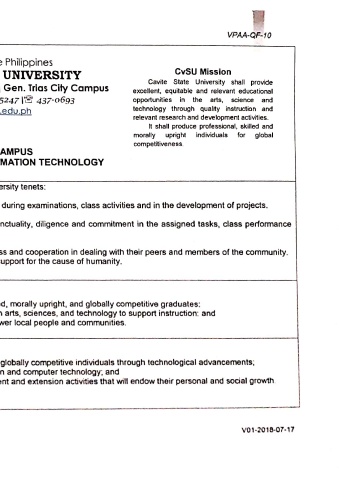 VPAA-QF-10
e Philippines
UNIVERSITY
Gen. Trias City Campus
5247 | 437-0693
.edu.ph
CvSU Mission
Cavite State University shall provide
excellent, equitable and relevant educational
opportunities in the arts, science and
technology through quality instruction and
relevant research and development activities.
It shall produce professional, skilled and
morally upright individuals for global
competitiveness.
AMPUS
MATION TECHNOLOGY
ersity tenets:
during examinations, class activities and in the development of projects.
nctuality, diligence and commitment in the assigned tasks, class performance
ss and cooperation in dealing with their peers and members of the community.
upport for the cause of humanity.
d, morally upright, and globally competitive graduates:
n arts, sciences, and technology to support instruction: and
wer local people and communities.
globally competitive individuals through technological advancements;
n and computer technology; and
ent and extension activities that will endow their personal and social growth
V01-2018-07-17